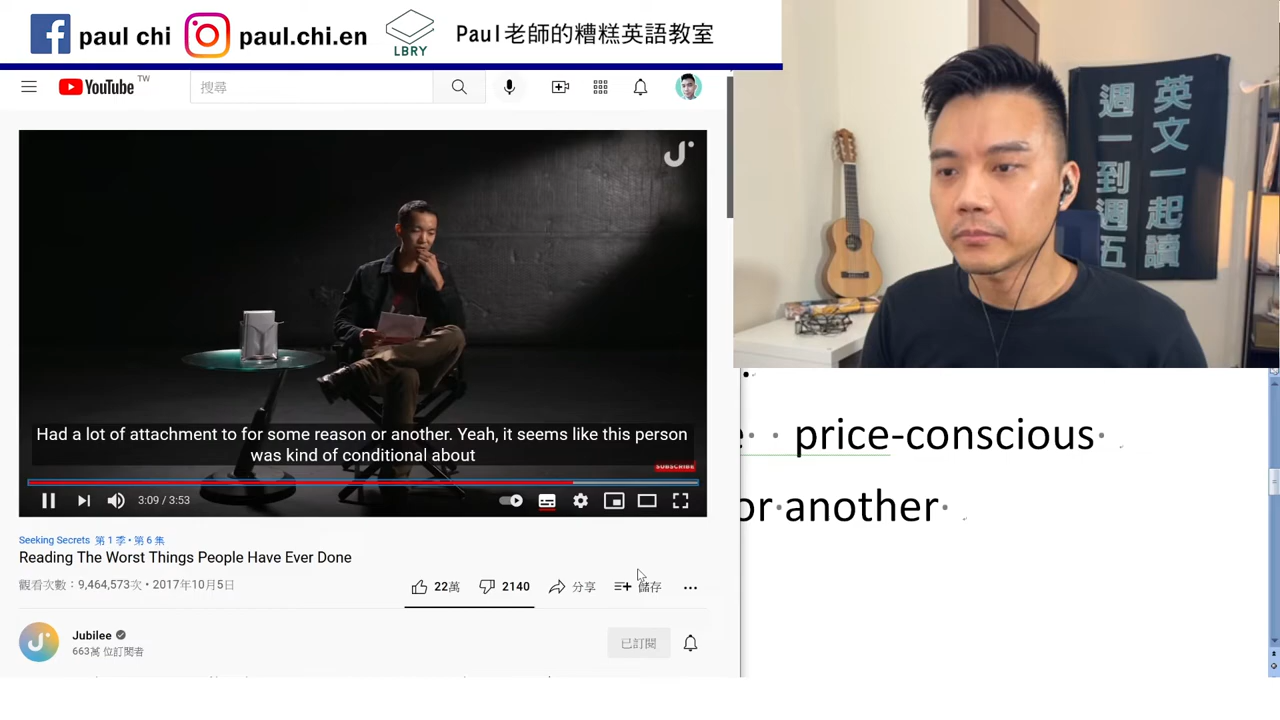 paul chi
paul.chi.en
LBRY
Paul老師的糟糕英語教室
YouTube TW
搜尋
英文一起讀
週一到週五
Had a lot of attachment to for some reason or another. Yeah, it seems like this person
was kind of conditional about
SUBSCRIBE
3:09 / 3:53
Seeking Secrets 第 1 季 • 第 6 集
Reading The Worst Things People Have Ever Done
觀看次數：9,464,573次 • 2017年10月5日
22萬
2140
分享
儲存
Jubilee
663萬 位訂閱者
已訂閱
price-conscious
or another